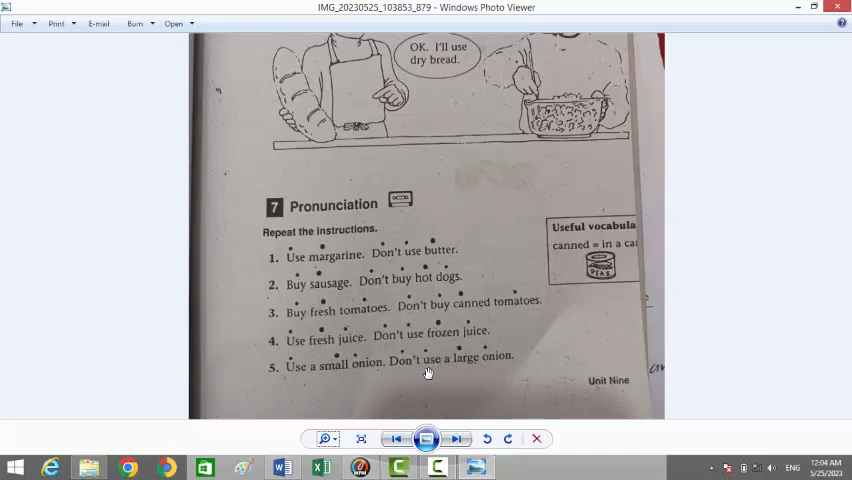 IMG_20230525_103853_879 - Windows Photo Viewer
File Print E-mail Burn Open
OK. I'll use
dry bread.
7 Pronunciation
Repeat the instructions.
1. Use margarine. Don't use butter.
2. Buy sausage. Don't buy hot dogs.
3. Buy fresh tomatoes. Don't buy canned tomatoes.
4. Use fresh juice. Don't use frozen juice.
5. Use a small onion. Don't use a large onion.
Useful vocabula
canned = in a ca
PEAS
Unit Nine
ENG
12:04 AM
5/25/2023